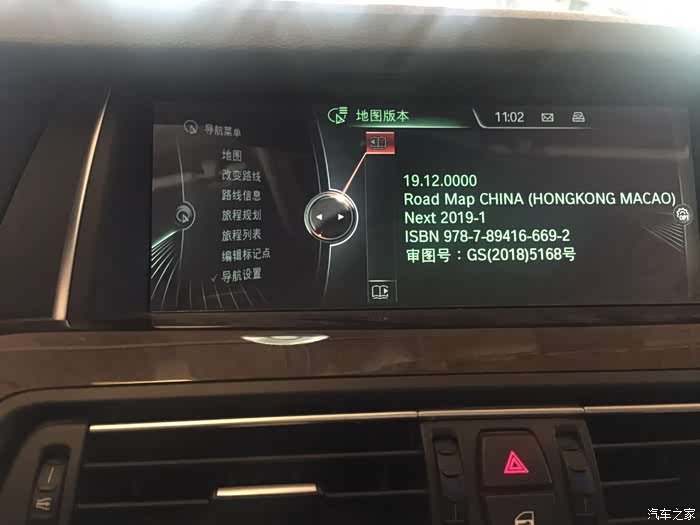 导航菜单
地图
改变路线
路线信息
旅程规划
旅程列表
编辑标记点
✓导航设置
地图版本
11:02
19.12.0000
Road Map CHINA (HONGKONG MACAO)
Next 2019-1
ISBN 978-7-89416-669-2
审图号：GS(2018)5168号
OPT
汽车之家